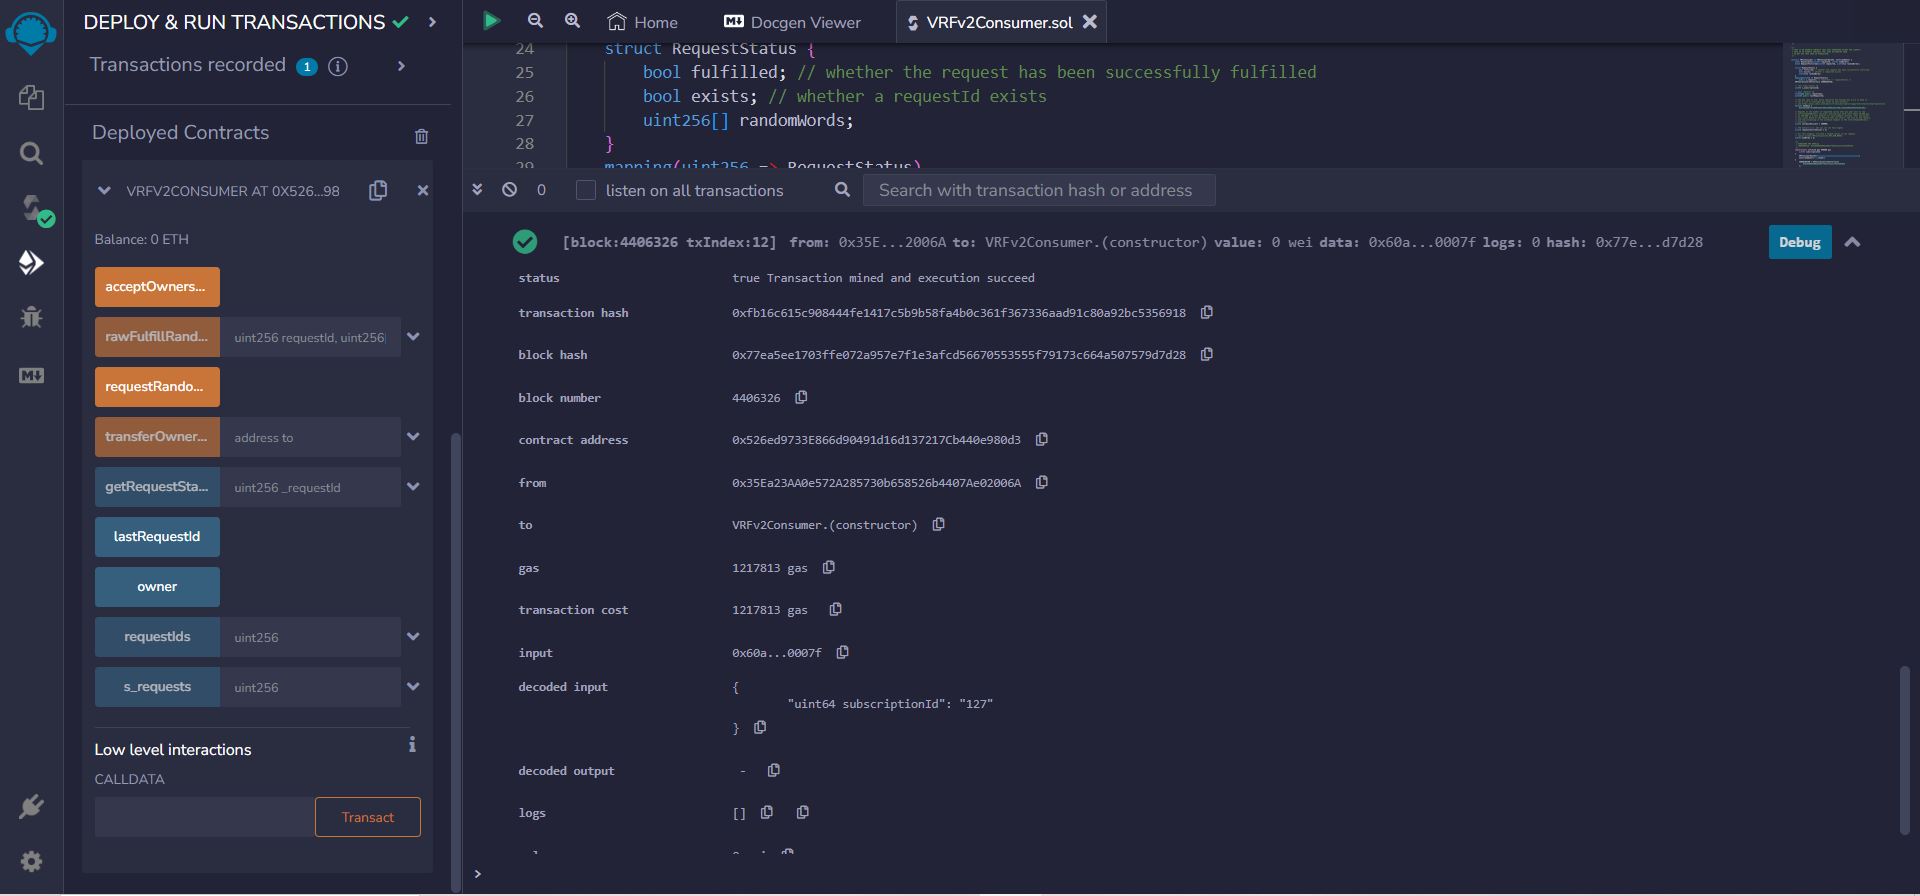 DEPLOY & RUN TRANSACTIONS
Transactions recorded 1
Deployed Contracts
VRFV2CONSUMER AT 0X526...98
Balance: 0 ETH
acceptOwners...
rawFulfillRand... uint256 requestId, uint256[
requestRando...
transferOwner... address to
getRequestSta... uint256 _requestId
lastRequestId
owner
requestIds uint256
s_requests uint256
Low level interactions
CALLDATA
Transact
Home
Docgen Viewer
VRFv2Consumer.sol
24 struct RequestStatus {
25 bool fulfilled; // whether the request has been successfully fulfilled
26 bool exists; // whether a requestId exists
27 uint256[] randomWords;
28 }
29 mapping(uint256 => RequestStatus)
0 listen on all transactions Search with transaction hash or address
[block:4406326 txIndex:12] from: 0x35E...2006A to: VRFv2Consumer.(constructor) value: 0 wei data: 0x60a...0007f logs: 0 hash: 0x77e...d7d28 Debug
status true Transaction mined and execution succeed
transaction hash 0xfb16c615c908444fe1417c5b9b58fa4b0c361f367336aad91c80a92bc5356918
block hash 0x77ea5ee1703ffe072a957e7f1e3afcd56670553555f79173c664a507579d7d28
block number 4406326
contract address 0x526ed9733E866d90491d16d137217Cb440e980d3
from 0x35Ea23AA0e572A285730b658526b4407Ae02006A
to VRFv2Consumer.(constructor)
gas 1217813 gas
transaction cost 1217813 gas
input 0x60a...0007f
decoded input {
"uint64 subscriptionId": "127"
}
decoded output -
logs []
>